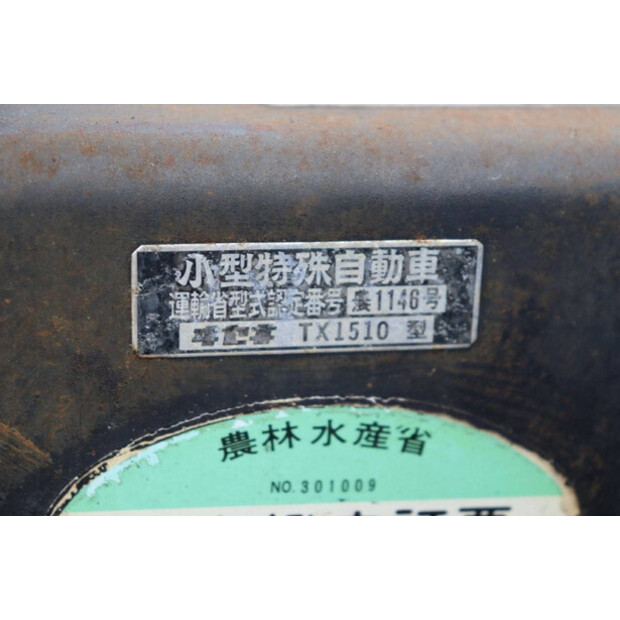 小型特殊自動車
運輸省型式認定番号 農1146号
TX1510 型
農林水産省
NO.301009